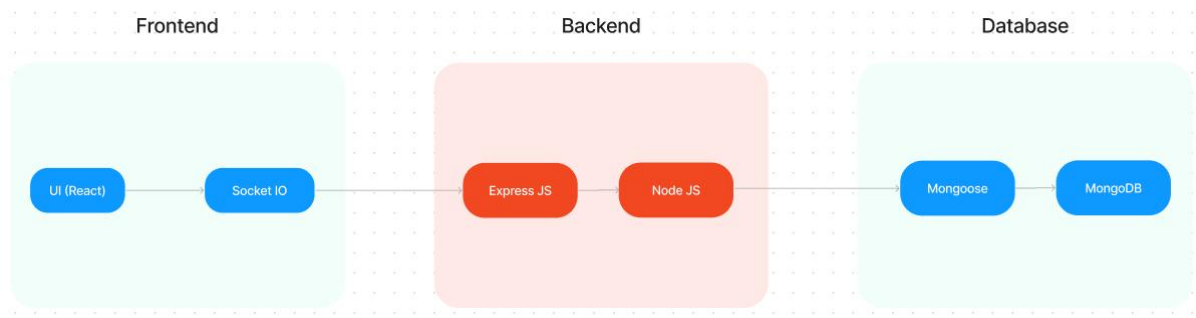 Frontend
Backend
Database
UI (React)
Socket IO
Express JS
Node JS
Mongoose
MongoDB